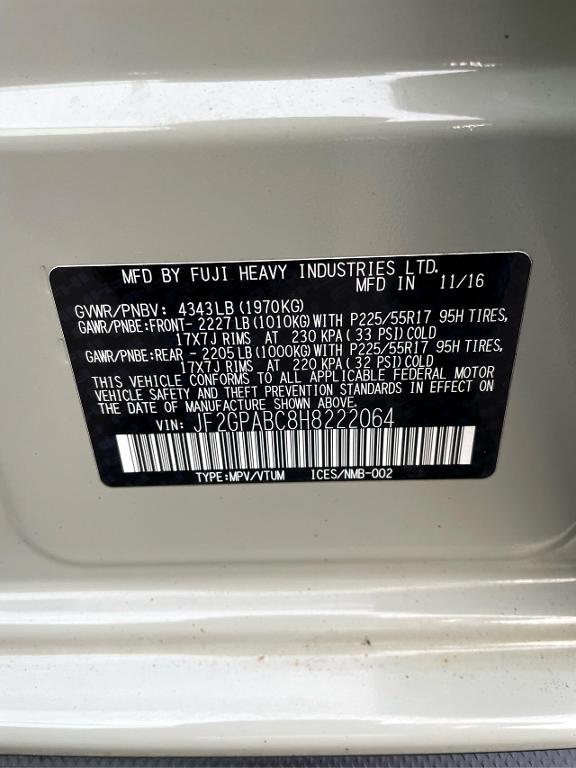 MFD BY FUJI HEAVY INDUSTRIES LTD.
MFD IN 11/16
GVWR/PNBV: 4343LB (1970KG)
GAWR/PNBE:FRONT- 2227LB (1010KG) WITH P225/55R17 95H TIRES,
17X7J RIMS AT 230 KPA (33 PSI) COLD
GAWR/PNBE:REAR - 2205LB (1000KG) WITH P225/55R17 95H TIRES,
17X7J RIMS AT 220 KPA (32 PSI) COLD
THIS VEHICLE CONFORMS TO ALL APPLICABLE FEDERAL MOTOR
VEHICLE SAFETY AND THEFT PREVENTION STANDARDS IN EFFECT ON
THE DATE OF MANUFACTURE SHOWN ABOVE.
VIN: JF2GPABC8H8222064
TYPE:MPV/VTUM ICES/NMB-002